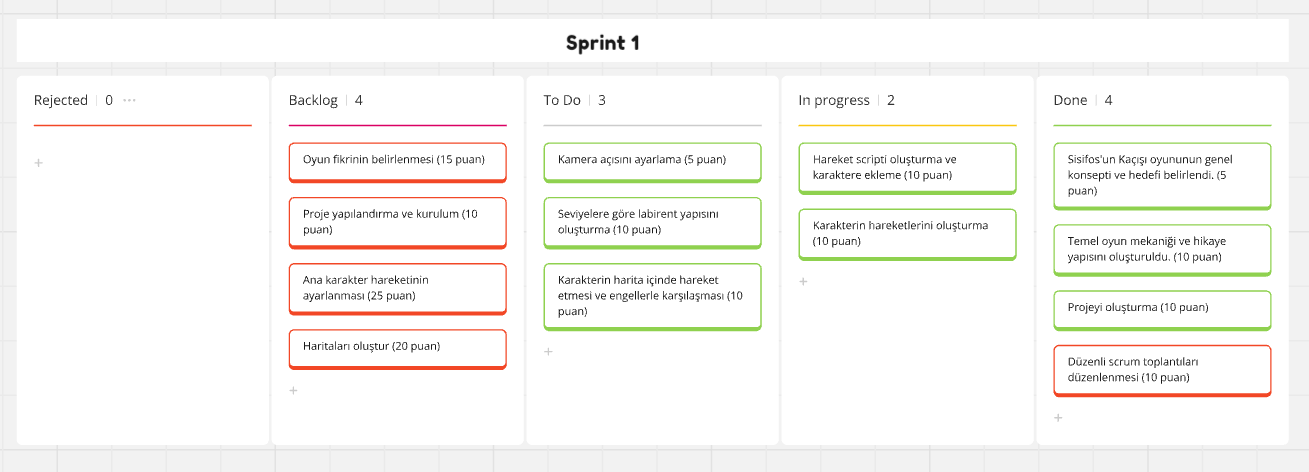 Sprint 1
Rejected 0
Backlog 4
Oyun fikrinin belirlenmesi (15 puan)
Proje yapılandırma ve kurulum (10
puan)
Ana karakter hareketinin
ayarlanması (25 puan)
Haritaları oluştur (20 puan)
To Do 3
Kamera açısını ayarlama (5 puan)
Seviyelere göre labirent yapısını
oluşturma (10 puan)
Karakterin harita içinde hareket
etmesi ve engellerle karşılaşması (10
puan)
In progress 2
Hareket scripti oluşturma ve
karaktere ekleme (10 puan)
Karakterin hareketlerini oluşturma
(10 puan)
Done 4
Sisifos'un Kaçışı oyununun genel
konsepti ve hedefi belirlendi. (5
puan)
Temel oyun mekaniği ve hikaye
yapısını oluşturuldu. (10 puan)
Projeyi oluşturma (10 puan)
Düzenli scrum toplantıları
düzenlenmesi (10 puan)